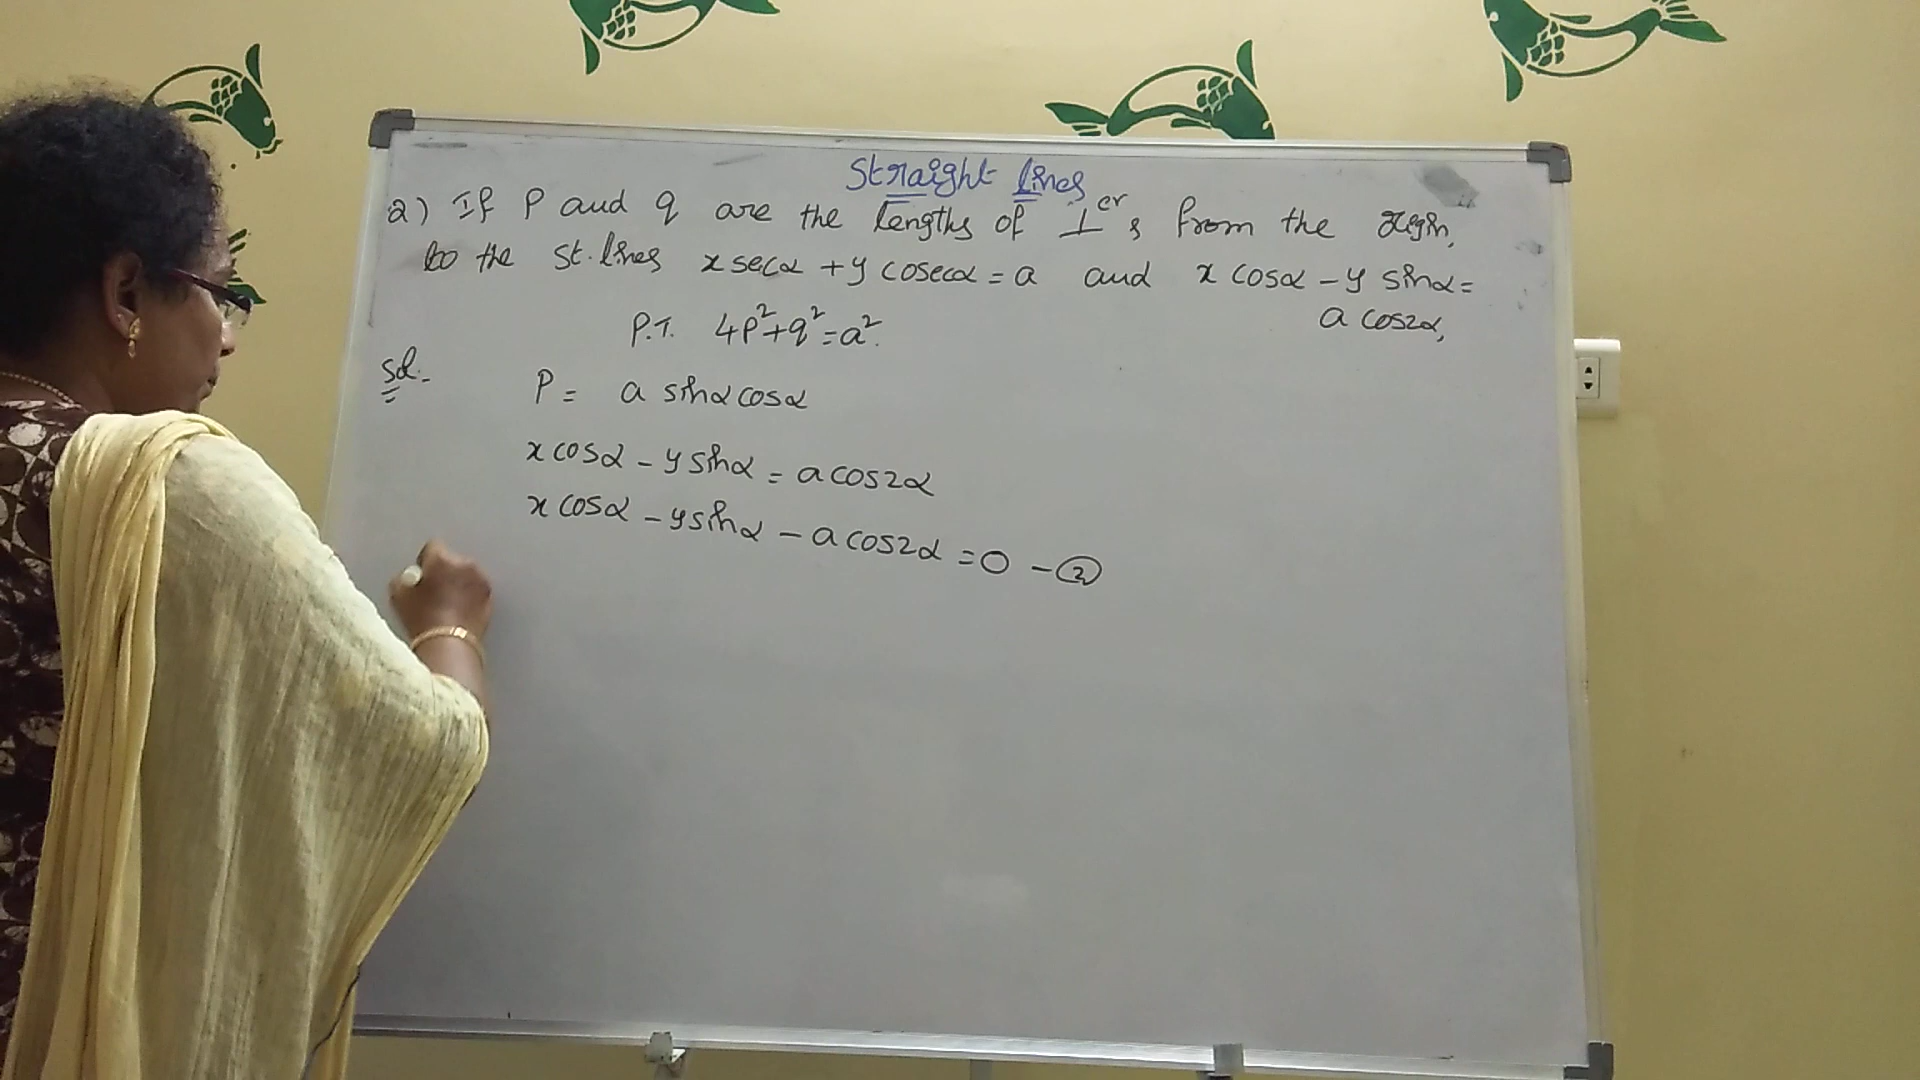 Straight lines
2) If P and q are the lengths of ⊥ers from the origin,
to the st. lines x secα + y cosecα = a and x cosα - y sinα =
a cos2α,
P.T. 4P²+q²=a².
Sol.
P = a sinα cosα
x cosα - y sinα = a cos2α
x cosα - y sinα - a cos2α = 0 - ②